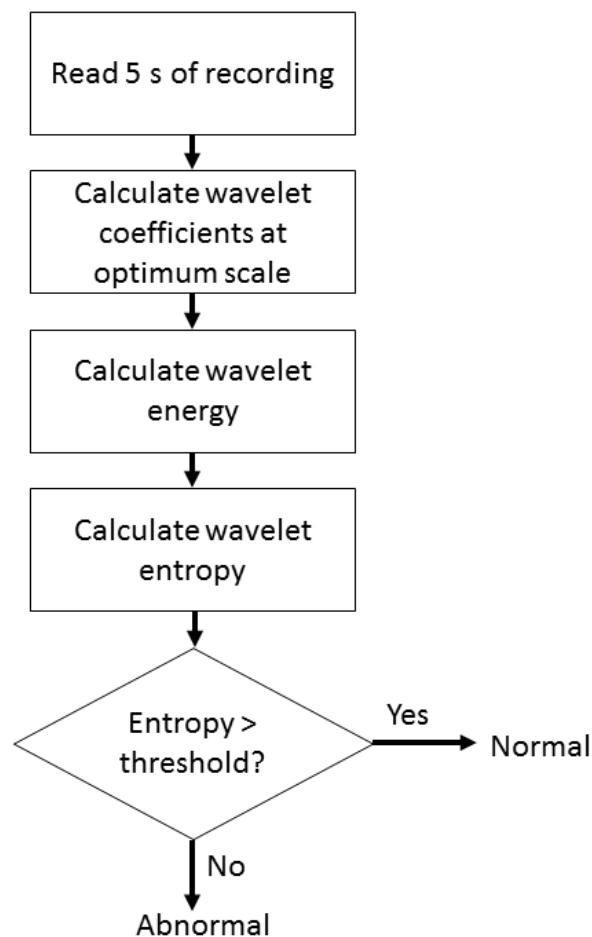 Read 5 s of recording
Calculate wavelet
coefficients at
optimum scale
Calculate wavelet
energy
Calculate wavelet
entropy
Entropy >
threshold?
Yes
Normal
No
Abnormal